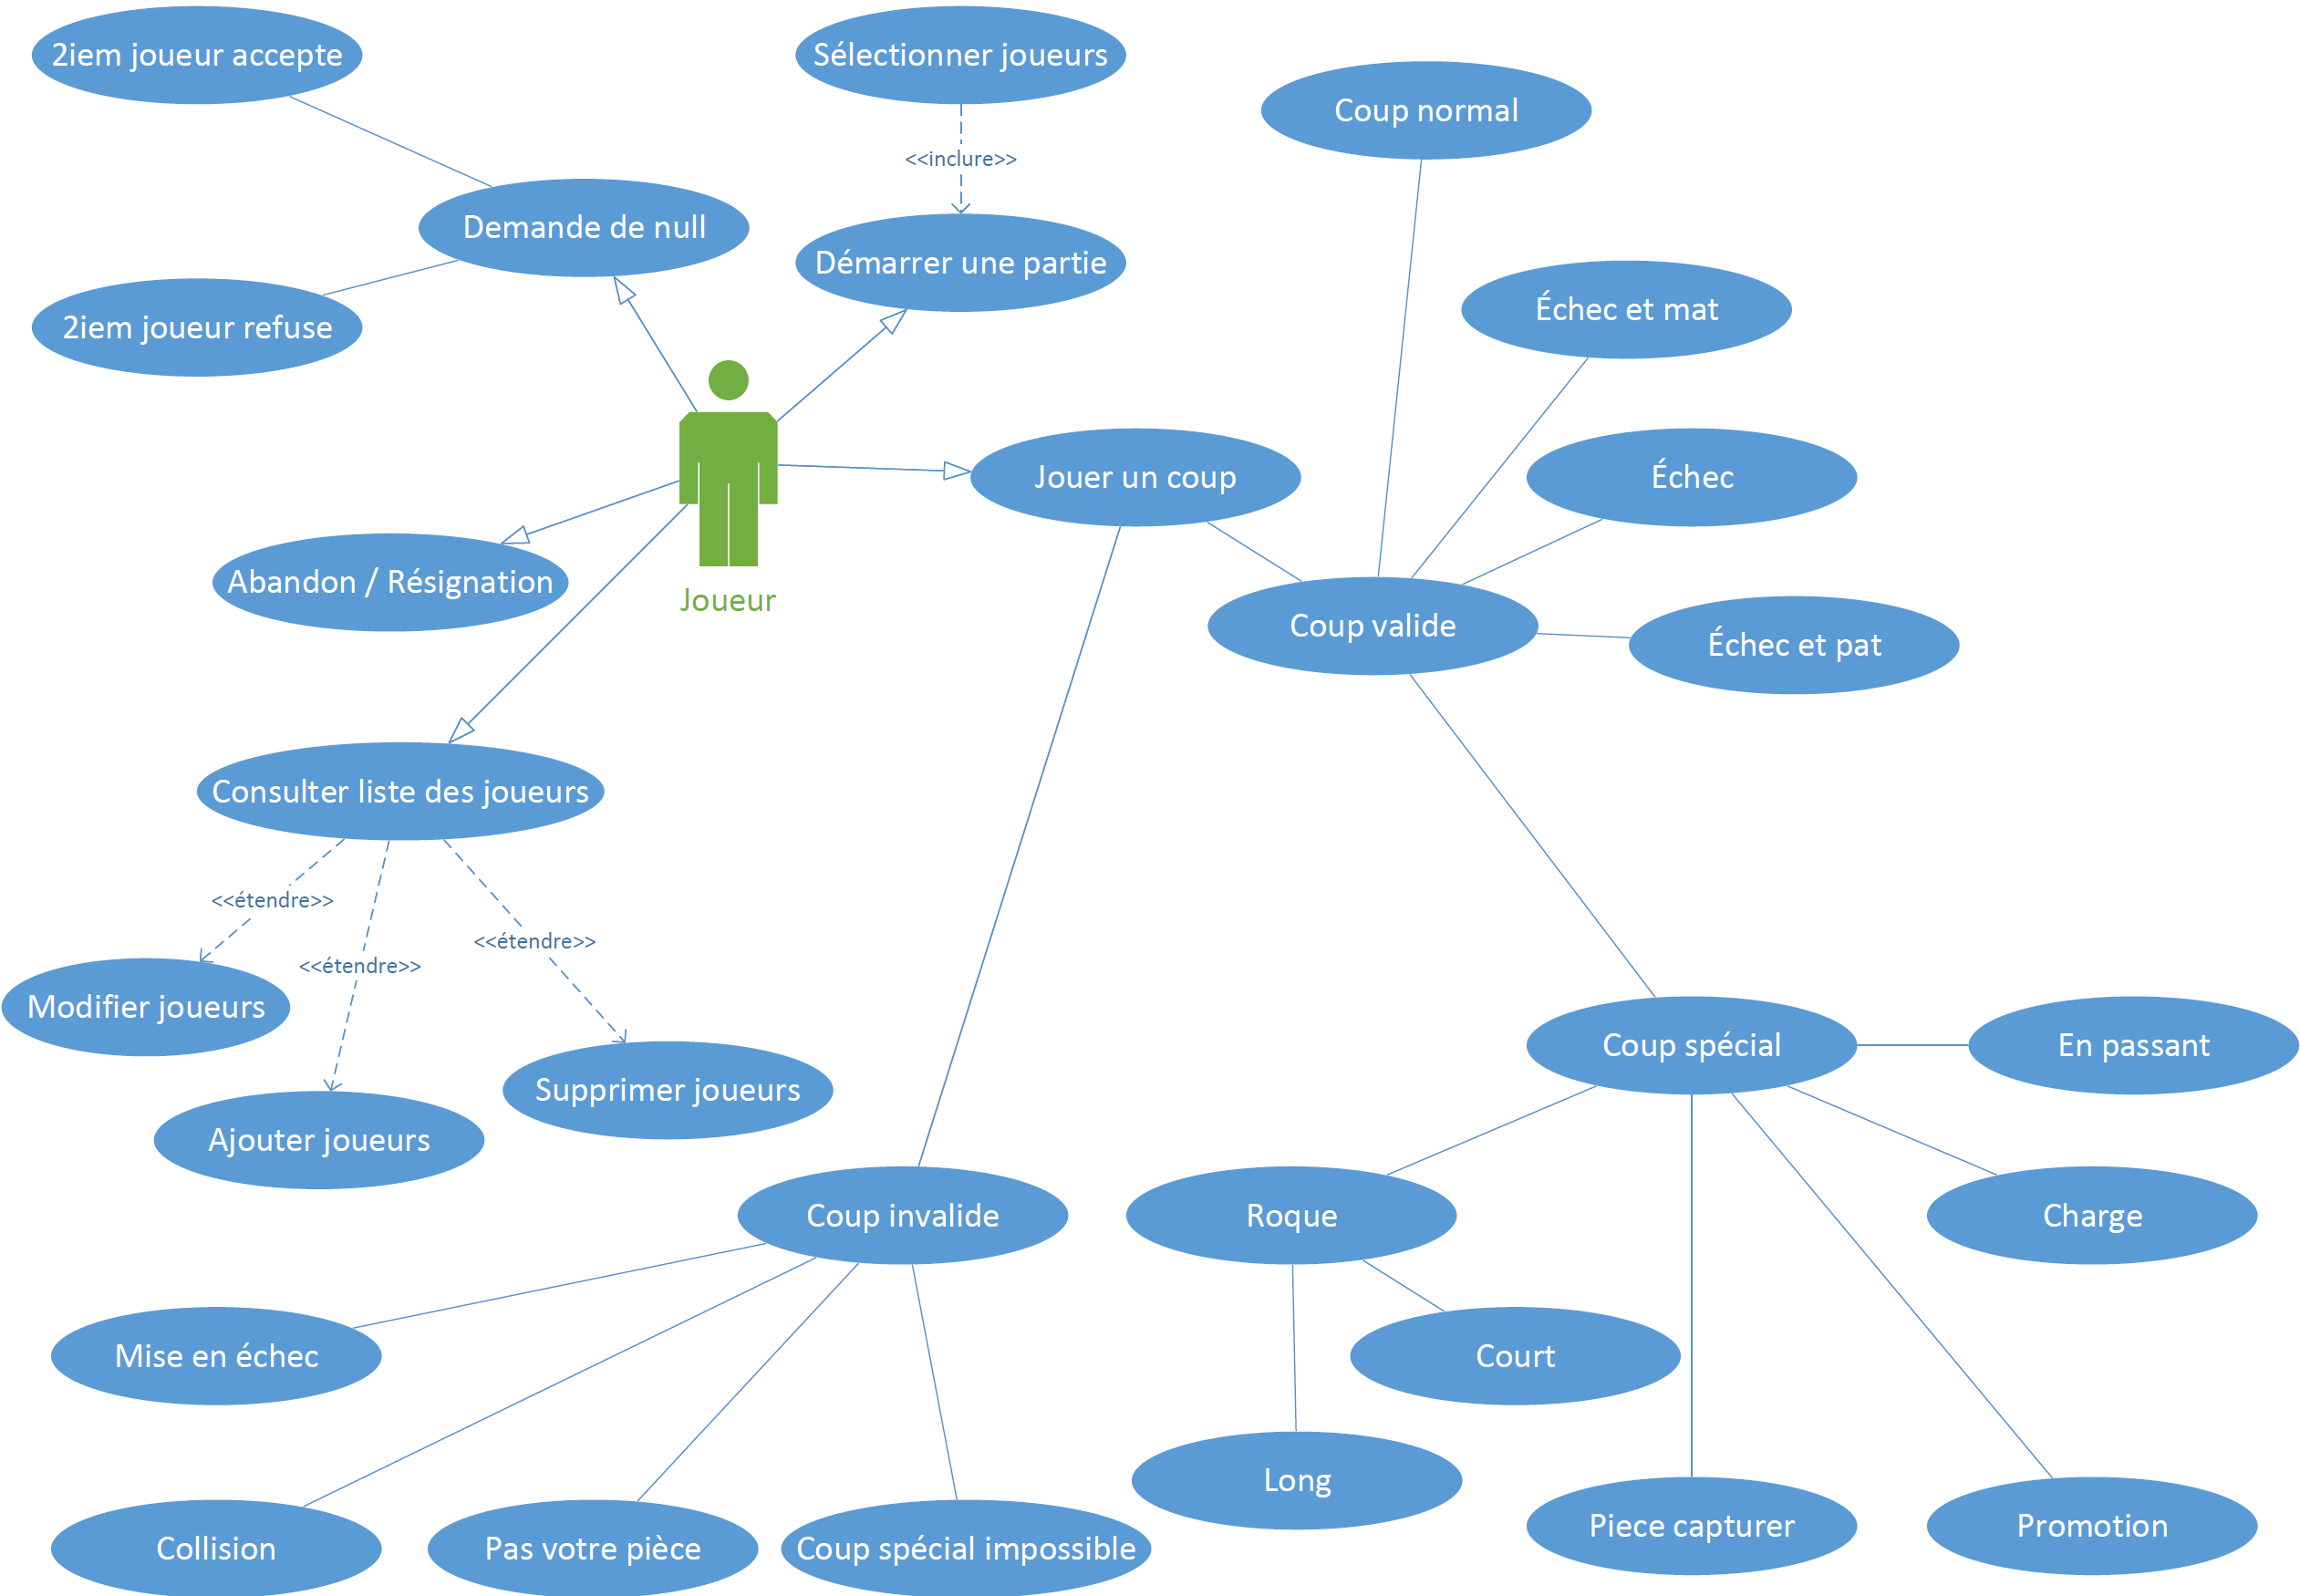 2iem joueur accepte
Sélectionner joueurs
Coup normal
<<inclure>>
Demande de null
Démarrer une partie
2iem joueur refuse
Échec et mat
Jouer un coup
Échec
Abandon / Résignation
Joueur
Coup valide
Échec et pat
Consulter liste des joueurs
<<étendre>>
<<étendre>>
<<étendre>>
Modifier joueurs
Coup spécial
En passant
Supprimer joueurs
Ajouter joueurs
Coup invalide
Roque
Charge
Mise en échec
Court
Long
Piece capturer
Promotion
Collision
Pas votre pièce
Coup spécial impossible